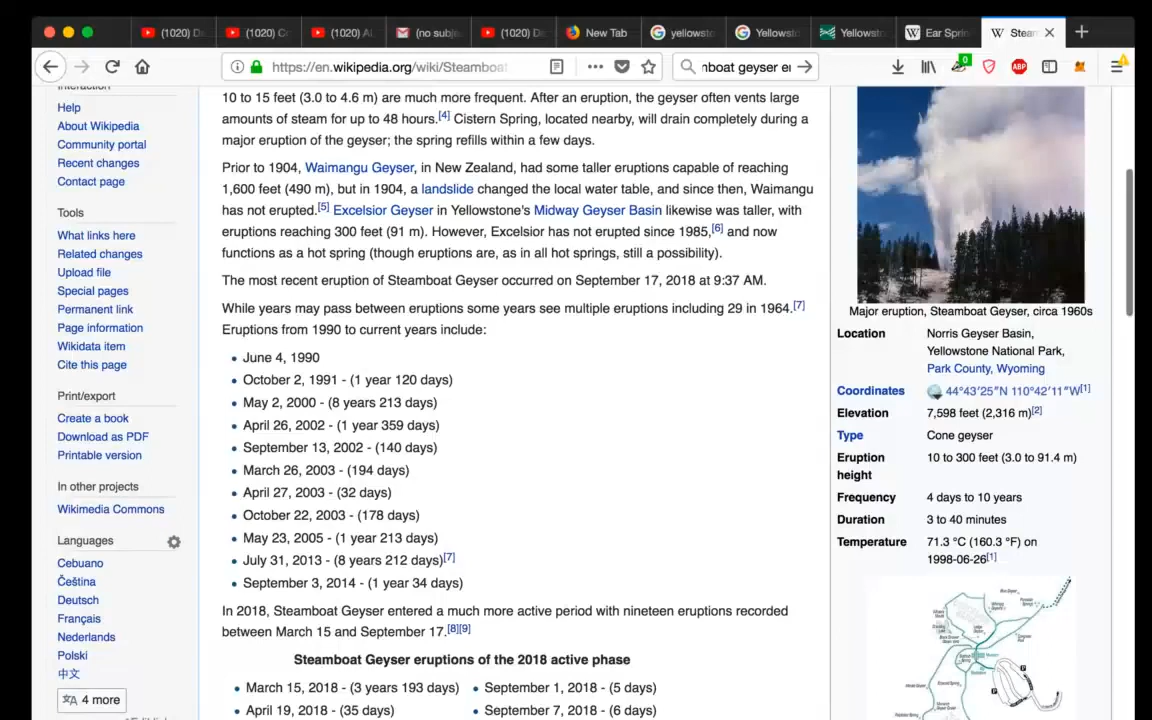 (1020) D
(1020) C
(1020) A
(no subje
(1020) D
New Tab
yellowsto
Yellowst
Yellowst
Ear Sprin
Steam
https://en.wikipedia.org/wiki/Steamboat
nboat geyser
0
ABP
Interaction
Help
About Wikipedia
Community portal
Recent changes
Contact page
Tools
What links here
Related changes
Upload file
Special pages
Permanent link
Page information
Wikidata item
Cite this page
Print/export
Create a book
Download as PDF
Printable version
In other projects
Wikimedia Commons
Languages
Cebuano
Čeština
Deutsch
Français
Nederlands
Polski
中文
4 more
10 to 15 feet (3.0 to 4.6 m) are much more frequent. After an eruption, the geyser often vents large
amounts of steam for up to 48 hours.[4] Cistern Spring, located nearby, will drain completely during a
major eruption of the geyser; the spring refills within a few days.
Prior to 1904, Waimangu Geyser, in New Zealand, had some taller eruptions capable of reaching
1,600 feet (490 m), but in 1904, a landslide changed the local water table, and since then, Waimangu
has not erupted.[5] Excelsior Geyser in Yellowstone's Midway Geyser Basin likewise was taller, with
eruptions reaching 300 feet (91 m). However, Excelsior has not erupted since 1985,[6] and now
functions as a hot spring (though eruptions are, as in all hot springs, still a possibility).
The most recent eruption of Steamboat Geyser occurred on September 17, 2018 at 9:37 AM.
While years may pass between eruptions some years see multiple eruptions including 29 in 1964.[7]
Eruptions from 1990 to current years include:
• June 4, 1990
• October 2, 1991 - (1 year 120 days)
• May 2, 2000 - (8 years 213 days)
• April 26, 2002 - (1 year 359 days)
• September 13, 2002 - (140 days)
• March 26, 2003 - (194 days)
• April 27, 2003 - (32 days)
• October 22, 2003 - (178 days)
• May 23, 2005 - (1 year 213 days)
• July 31, 2013 - (8 years 212 days)[7]
• September 3, 2014 - (1 year 34 days)
In 2018, Steamboat Geyser entered a much more active period with nineteen eruptions recorded
between March 15 and September 17.[8][9]
Steamboat Geyser eruptions of the 2018 active phase
• March 15, 2018 - (3 years 193 days) • September 1, 2018 - (5 days)
• April 19, 2018 - (35 days) • September 7, 2018 - (6 days)
Major eruption, Steamboat Geyser, circa 1960s
Location Norris Geyser Basin,
Yellowstone National Park,
Park County, Wyoming
Coordinates 44°43′25″N 110°42′11″W[1]
Elevation 7,598 feet (2,316 m)[2]
Type Cone geyser
Eruption 10 to 300 feet (3.0 to 91.4 m)
height
Frequency 4 days to 10 years
Duration 3 to 40 minutes
Temperature 71.3 °C (160.3 °F) on
1998-06-26[1]